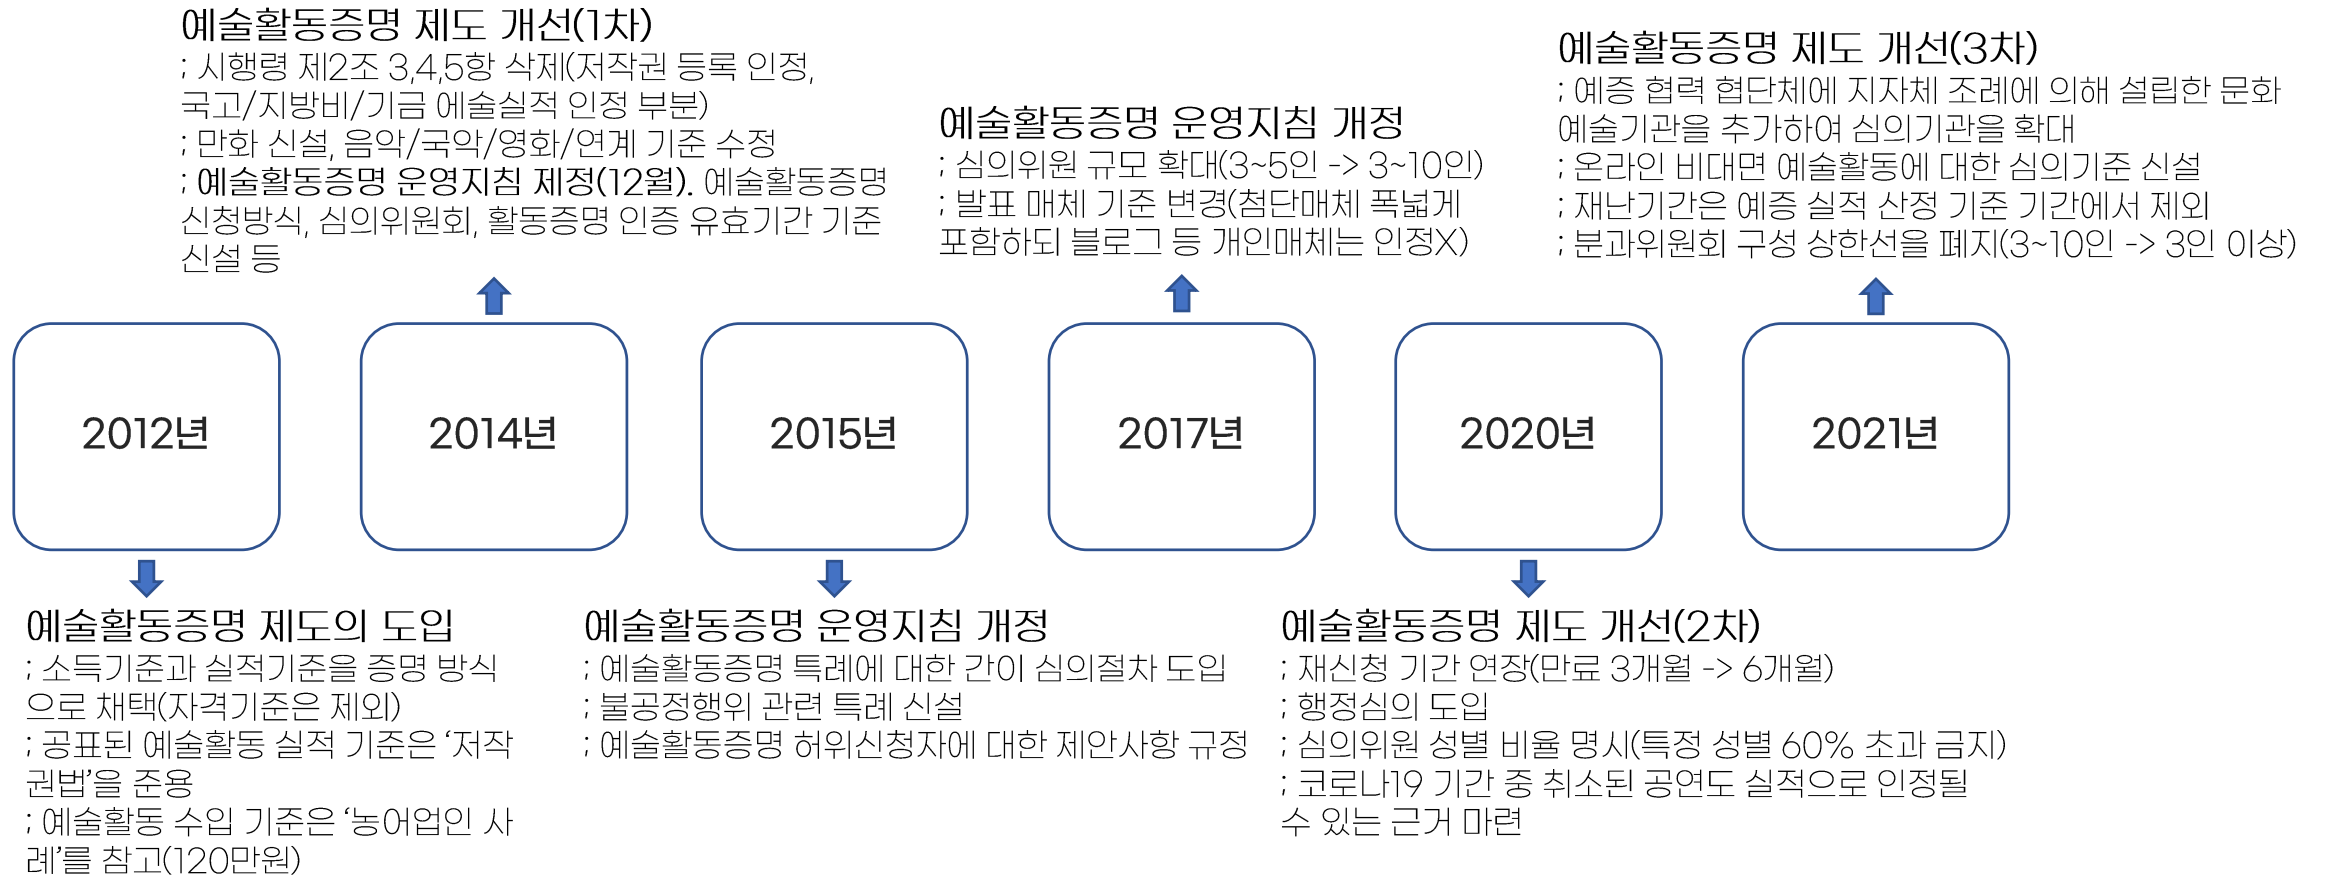 예술활동증명 제도 개선(1차)
; 시행령 제2조 3,4,5항 삭제(저작권 등록 인정,
국고/지방비/기금 에술실적 인정 부분)
; 만화 신설, 음악/국악/영화/연계 기준 수정
; 예술활동증명 운영지침 제정(12월). 예술활동증명
신청방식, 심의위원회, 활동증명 인증 유효기간 기준
신설 등
예술활동증명 운영지침 개정
; 심의위원 규모 확대(3~5인 -> 3~10인)
; 발표 매체 기준 변경(첨단매체 폭넓게
포함하되 블로그 등 개인매체는 인정X)
예술활동증명 제도 개선(3차)
; 예증 협력 협단체에 지자체 조례에 의해 설립한 문화
예술기관을 추가하여 심의기관을 확대
; 온라인 비대면 예술활동에 대한 심의기준 신설
; 재난기간은 예증 실적 산정 기준 기간에서 제외
; 분과위원회 구성 상한선을 폐지(3~10인 -> 3인 이상)
2012년
2014년
2015년
2017년
2020년
2021년
예술활동증명 제도의 도입
; 소득기준과 실적기준을 증명 방식
으로 채택(자격기준은 제외)
; 공표된 예술활동 실적 기준은 ‘저작
권법’을 준용
; 예술활동 수입 기준은 ‘농어업인 사
례’를 참고(120만원)
예술활동증명 운영지침 개정
; 예술활동증명 특례에 대한 간이 심의절차 도입
; 불공정행위 관련 특례 신설
; 예술활동증명 허위신청자에 대한 제안사항 규정
예술활동증명 제도 개선(2차)
; 재신청 기간 연장(만료 3개월 -> 6개월)
; 행정심의 도입
; 심의위원 성별 비율 명시(특정 성별 60% 초과 금지)
; 코로나19 기간 중 취소된 공연도 실적으로 인정될
수 있는 근거 마련